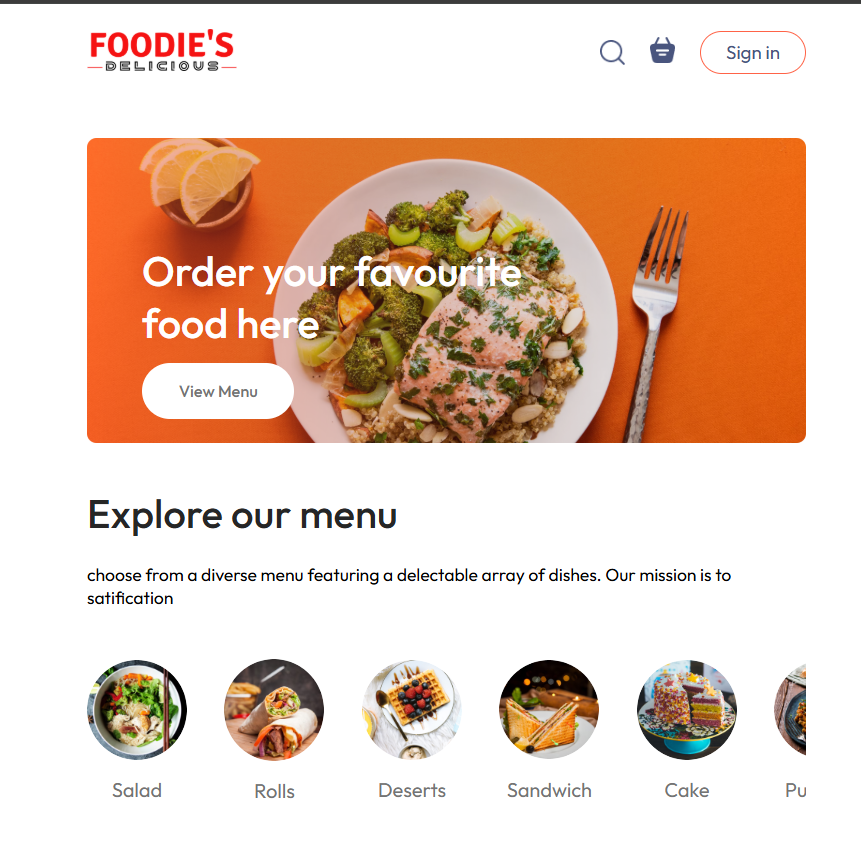 FOODIE'S
DELICIOUS
Sign in
Order your favourite
food here
View Menu
Explore our menu
choose from a diverse menu featuring a delectable array of dishes. Our mission is to
satification
Salad
Rolls
Deserts
Sandwich
Cake
Pu